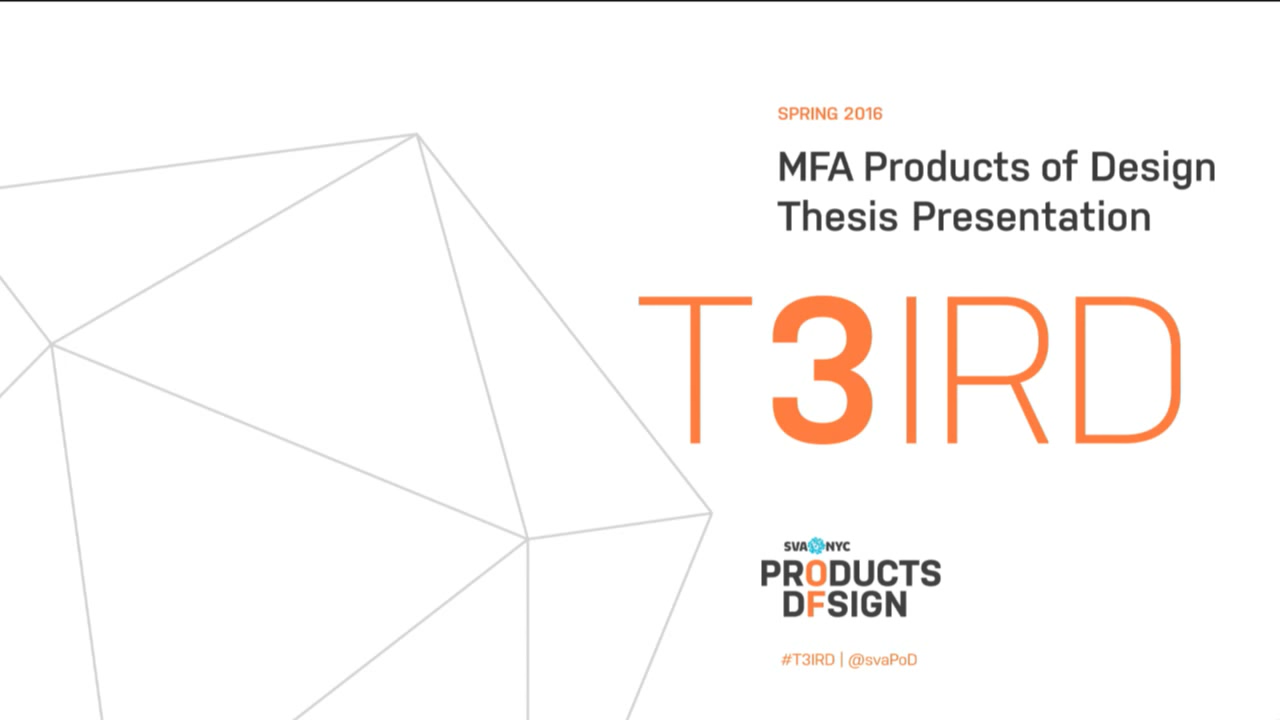 SPRING 2016
MFA Products of Design
Thesis Presentation
T3IRD
SVA NYC
PRODUCTS
DFSIGN
#T3IRD | @svaPoD